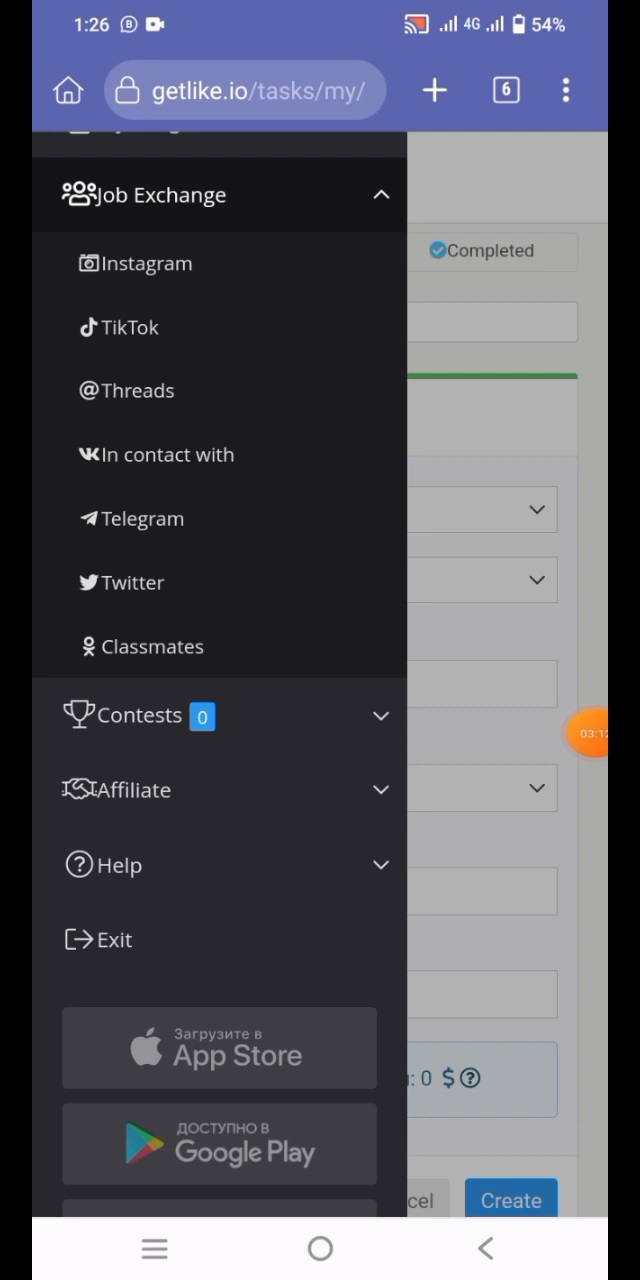 1:26 4G 54%
getlike.io/tasks/my/ 6
Job Exchange
Completed
Instagram
TikTok
@Threads
In contact with
Telegram
Twitter
Classmates
Contests 0
03:1
Affiliate
Help
Exit
Загрузите в
App Store
: 0 $
ДОСТУПНО В
Google Play
cel Create